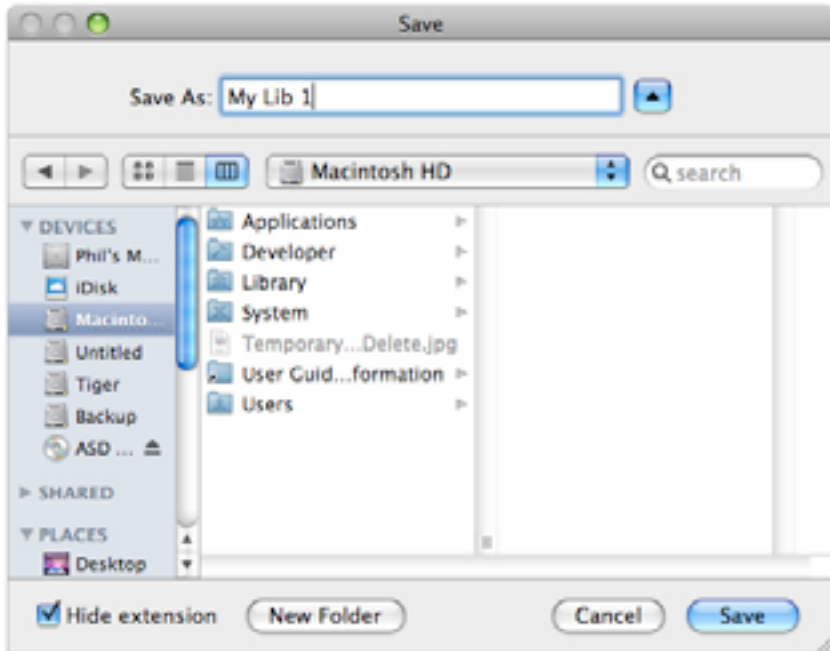 Save
Save As: My Lib 1
Macintosh HD
search
DEVICES
Phil's M...
iDisk
Macinto...
Untitled
Tiger
Backup
ASD ...
SHARED
PLACES
Desktop
Applications
Developer
Library
System
Temporary...Delete.jpg
User Guid...formation
Users
Hide extension
New Folder
Cancel
Save